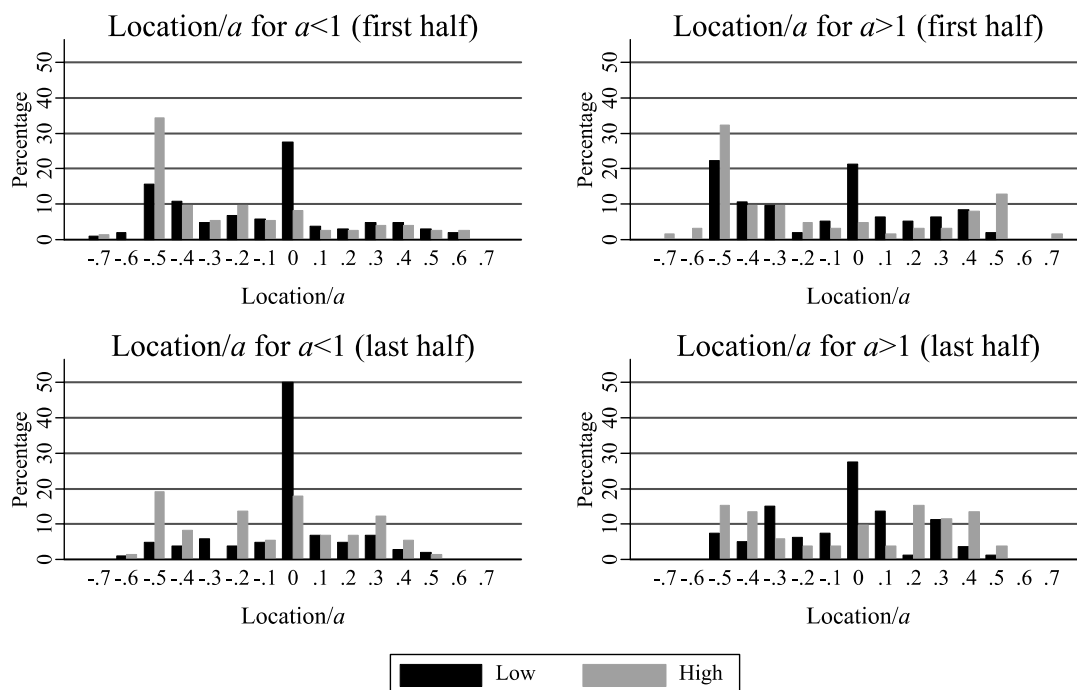 Location/a for a<1 (first half)
Percentage
50
40
30
20
10
0
-.7 -.6 -.5 -.4 -.3 -.2 -.1 0 .1 .2 .3 .4 .5 .6 .7
Location/a
Location/a for a>1 (first half)
Percentage
50
40
30
20
10
0
-.7 -.6 -.5 -.4 -.3 -.2 -.1 0 .1 .2 .3 .4 .5 .6 .7
Location/a
Location/a for a<1 (last half)
Percentage
50
40
30
20
10
0
-.7 -.6 -.5 -.4 -.3 -.2 -.1 0 .1 .2 .3 .4 .5 .6 .7
Location/a
Location/a for a>1 (last half)
Percentage
50
40
30
20
10
0
-.7 -.6 -.5 -.4 -.3 -.2 -.1 0 .1 .2 .3 .4 .5 .6 .7
Location/a
Low High